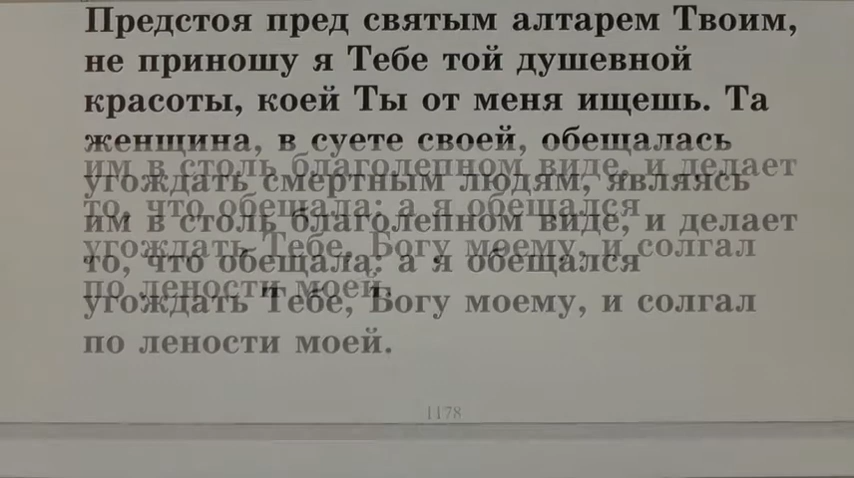 Предстоя пред святым алтарем Твоим,
не приношу я Тебе той душевной
красоты, коей Ты от меня ищешь. Та
женщина, в суете своей, обещалась
угождать смертным людям, являясь
им в столь благолепном виде, и делает
то, что обещала: а я обещался
угождать Тебе, Богу моему, и солгал
по лености моей.
1178